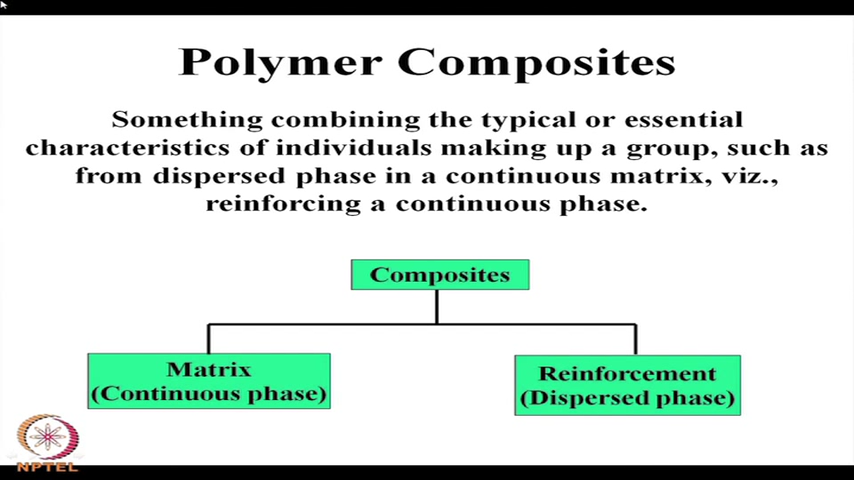 Polymer Composites
Something combining the typical or essential
characteristics of individuals making up a group, such as
from dispersed phase in a continuous matrix, viz.,
reinforcing a continuous phase.
Composites
Matrix
(Continuous phase)
Reinforcement
(Dispersed phase)
NPTEL